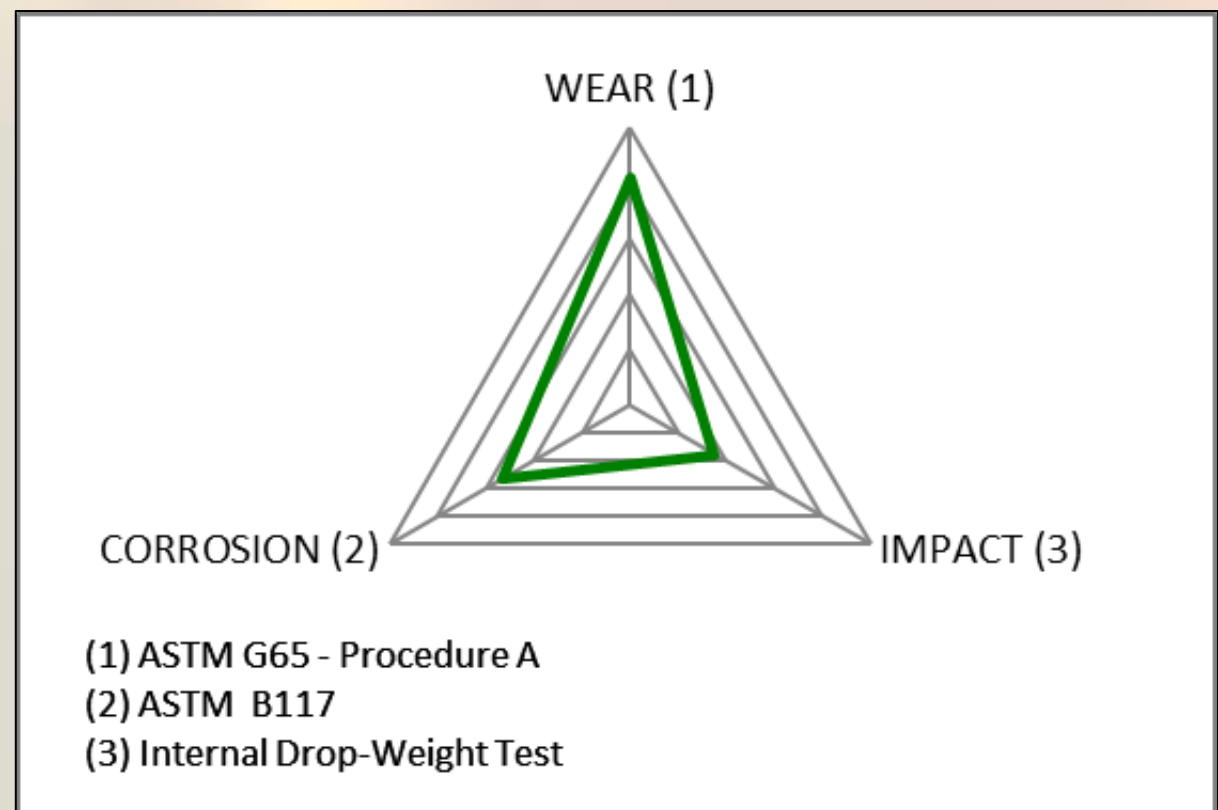 WEAR (1)
CORROSION (2)
IMPACT (3)
(1) ASTM G65 - Procedure A
(2) ASTM  B117
(3) Internal Drop-Weight Test